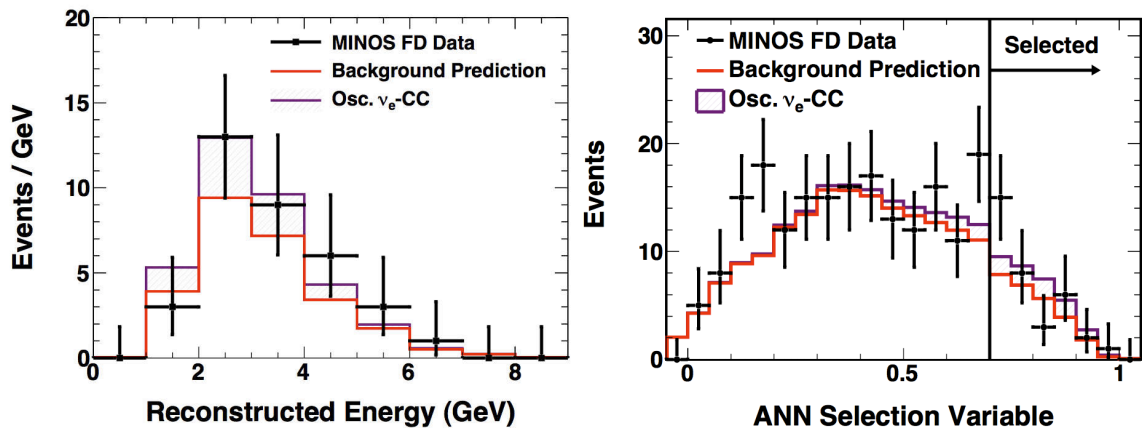 20
15
10
5
0
Events / GeV
MINOS FD Data
Background Prediction
Osc. νe-CC
0 2 4 6 8
Reconstructed Energy (GeV)
30
20
10
0
Events
MINOS FD Data
Background Prediction
Osc. νe-CC
Selected
0 0.5 1
ANN Selection Variable